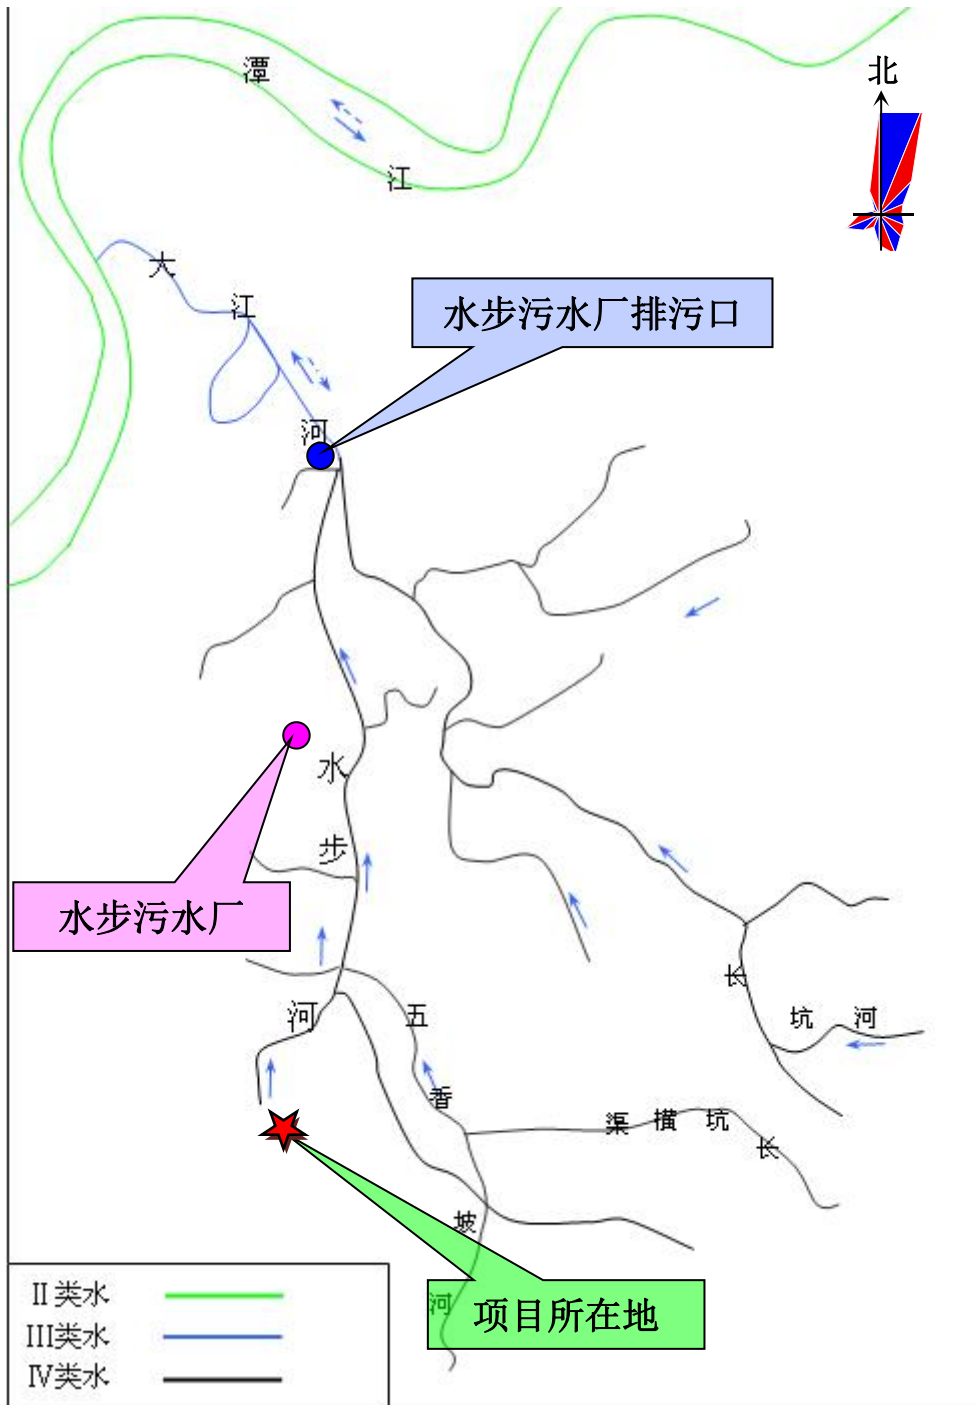 潭
江
北
大
江
河
水步污水厂排污口
水
步
河
水步污水厂
五
香
坡
河
长
坑 河
渠 横 坑 长
项目所在地
II类水
III类水
IV类水